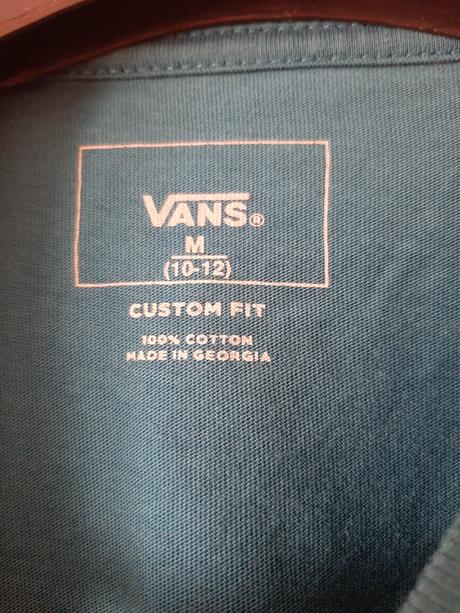 VANS®
M
(10-12)
CUSTOM FIT
100% COTTON
MADE IN GEORGIA